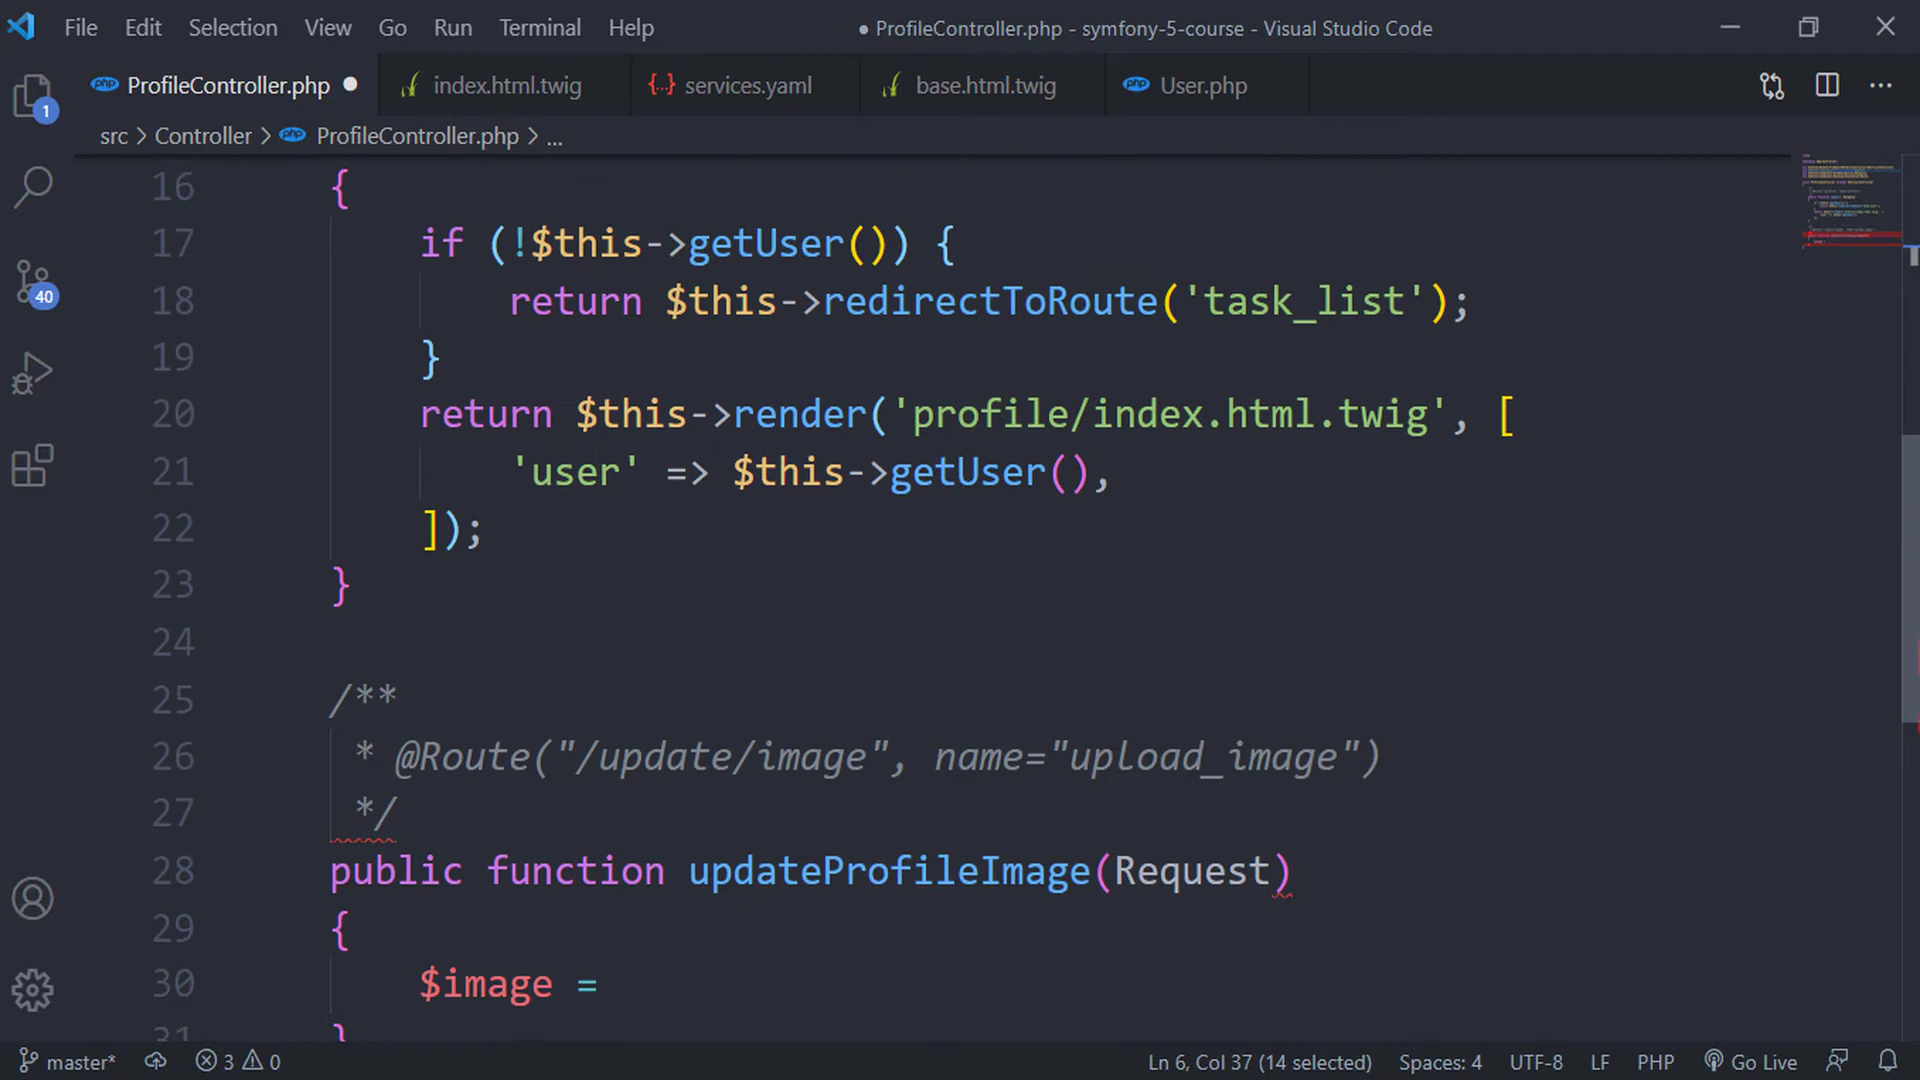 File Edit Selection View Go Run Terminal Help
● ProfileController.php - symfony-5-course - Visual Studio Code
ProfileController.php index.html.twig services.yaml base.html.twig User.php
src > Controller > ProfileController.php > ...
1
40
16 {
17 if (!$this->getUser()) {
18 return $this->redirectToRoute('task_list');
19 }
20 return $this->render('profile/index.html.twig', [
21 'user' => $this->getUser(),
22 ]);
23 }
24
25 /**
26 * @Route("/update/image", name="upload_image")
27 */
28 public function updateProfileImage(Request)
29 {
30 $image =
31 }
master* 3 0 Ln 6, Col 37 (14 selected) Spaces: 4 UTF-8 LF PHP Go Live